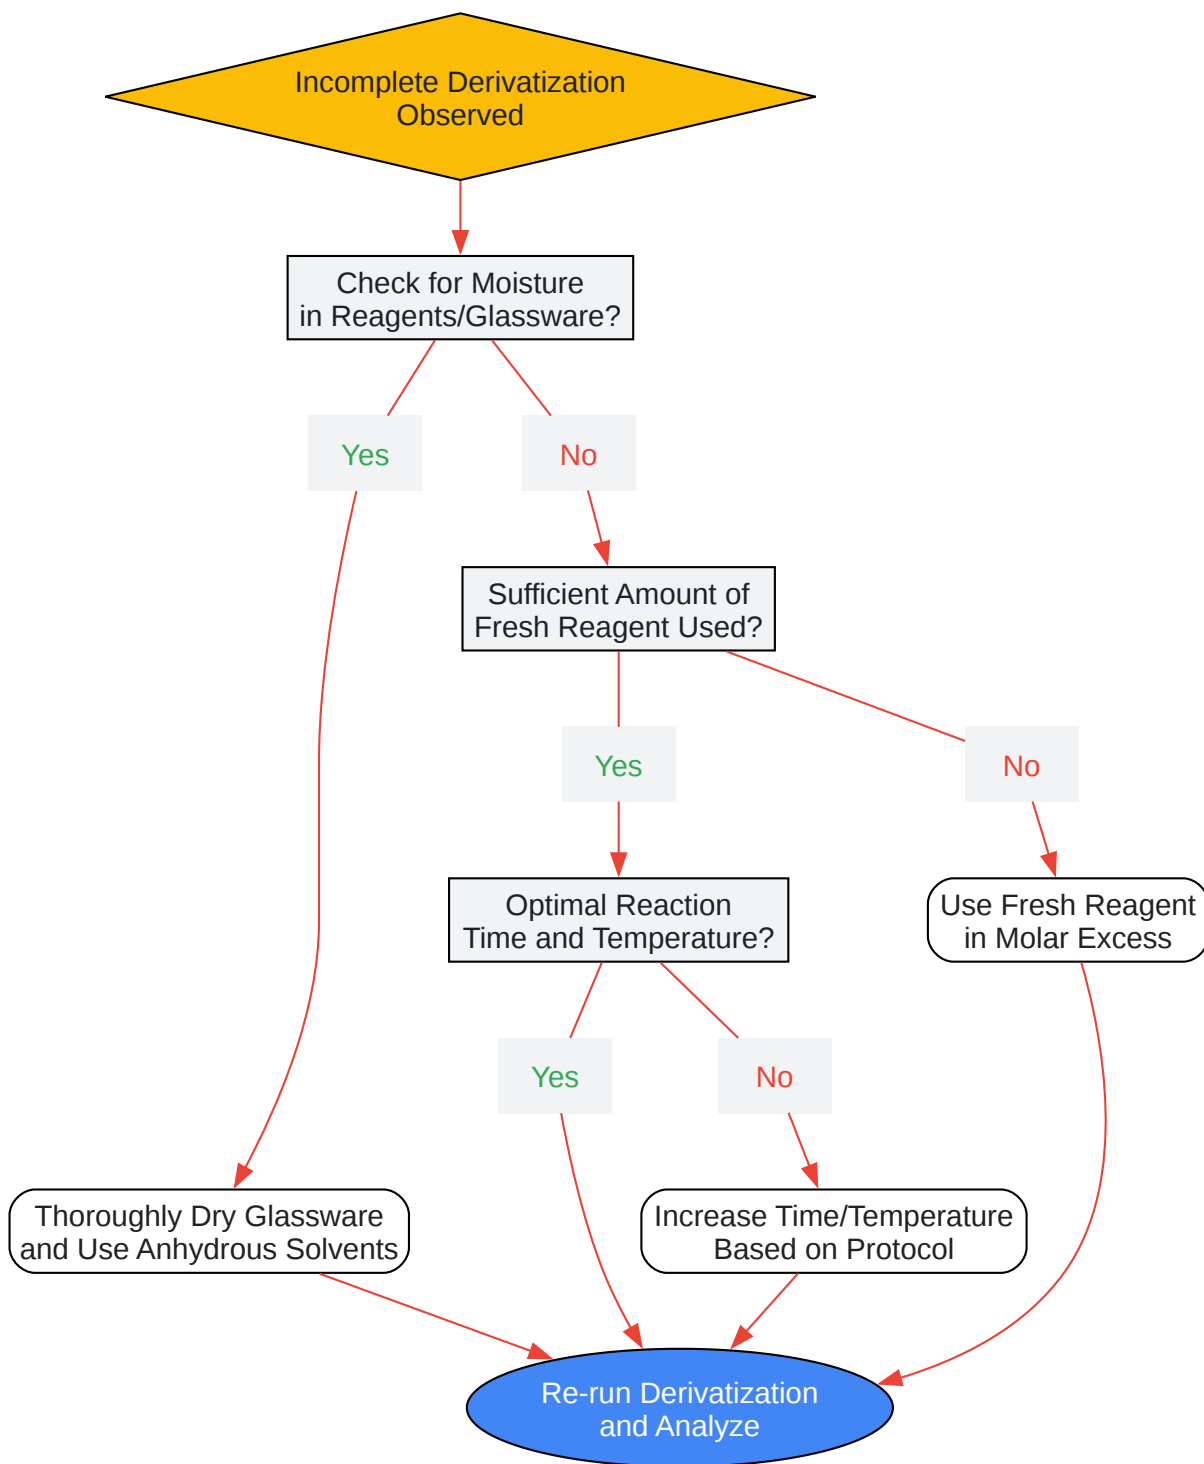 Incomplete Derivatization
Observed
Check for Moisture
in Reagents/Glassware?
Yes
No
Sufficient Amount of
Fresh Reagent Used?
Yes
No
Optimal Reaction
Time and Temperature?
Use Fresh Reagent
in Molar Excess
Yes
No
Thoroughly Dry Glassware
and Use Anhydrous Solvents
Increase Time/Temperature
Based on Protocol
Re-run Derivatization
and Analyze